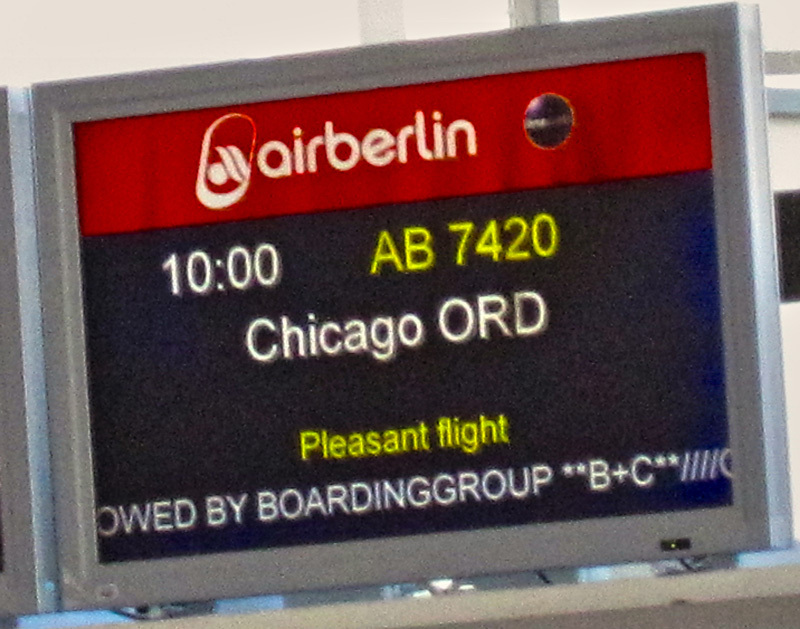 airberlin
10:00 AB 7420
Chicago ORD
Pleasant flight
OWED BY BOARDINGGROUP **B+C**////